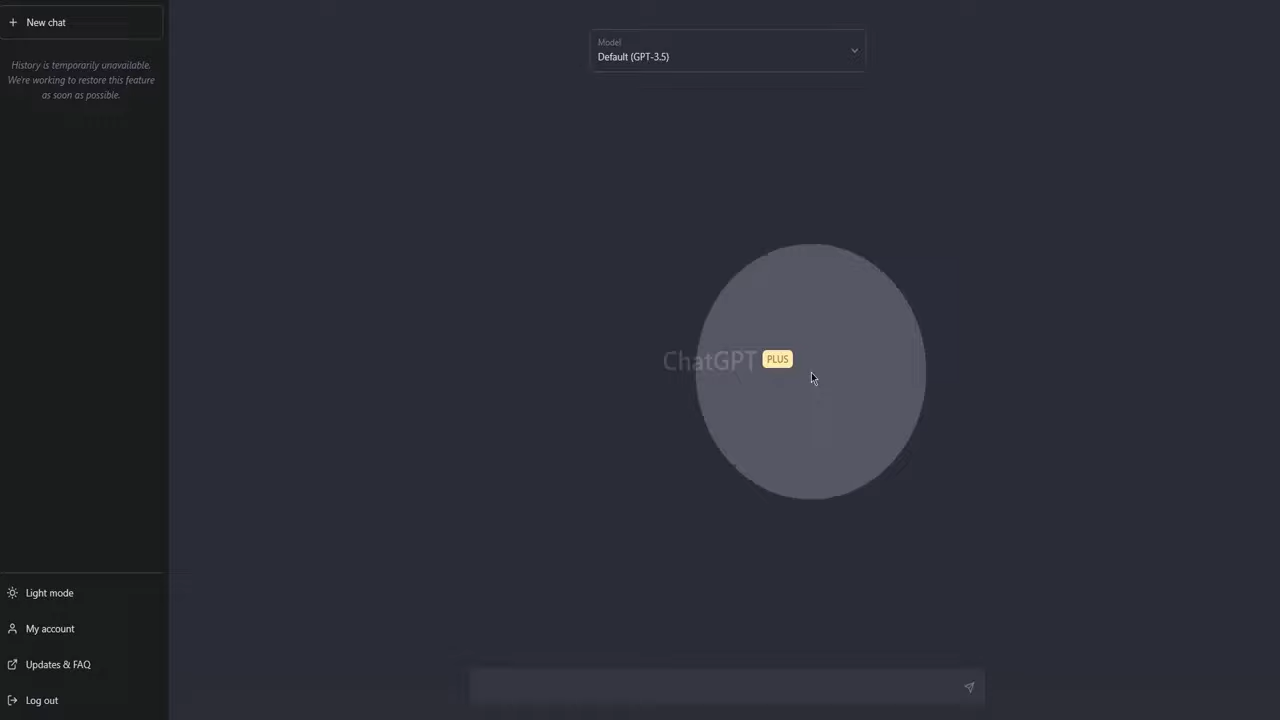 New chat
History is temporarily unavailable.
We're working to restore this feature
as soon as possible.
Model
Default (GPT-3.5)
ChatGPT PLUS
Light mode
My account
Updates & FAQ
Log out